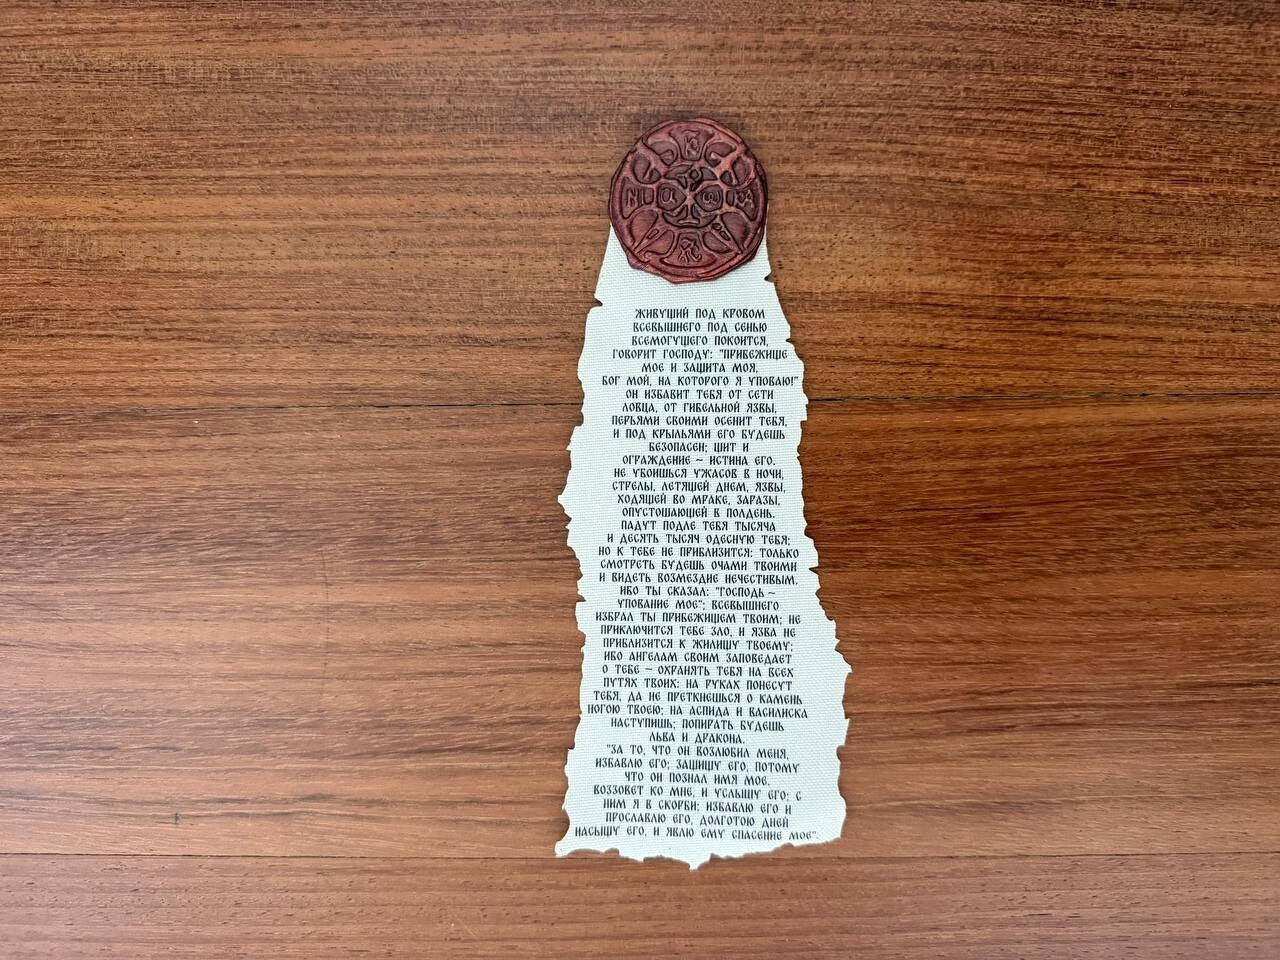 ЖИВУЩИЙ ПОД КРОВОМ
ВСЕВЫШНЕГО ПОД СЕНЬЮ
ВСЕМОГУЩЕГО ПОКОИТСЯ,
ГОВОРИТ ГОСПОДУ: "ПРИБЕЖИЩЕ
МОЕ И ЗАЩИТА МОЯ,
БОГ МОЙ, НА КОТОРОГО Я УПОВАЮ!"
ОН ИЗБАВИТ ТЕБЯ ОТ СЕТИ
ЛОВЦА, ОТ ГИБЕЛЬНОЙ ЯЗВЫ,
ПЕРЬЯМИ СВОИМИ ОСЕНИТ ТЕБЯ,
И ПОД КРЫЛЬЯМИ ЕГО БУДЕШЬ
БЕЗОПАСЕН; ЩИТ И
ОГРАЖДЕНИЕ – ИСТИНА ЕГО.
НЕ УБОИШЬСЯ УЖАСОВ В НОЧИ,
СТРЕЛЫ, ЛЕТЯЩЕЙ ДНЕМ, ЯЗВЫ,
ХОДЯЩЕЙ ВО МРАКЕ, ЗАРАЗЫ,
ОПУСТОШАЮЩЕЙ В ПОЛДЕНЬ.
ПАДУТ ПОДЛЕ ТЕБЯ ТЫСЯЧА
И ДЕСЯТЬ ТЫСЯЧ ОДЕСНУЮ ТЕБЯ;
НО К ТЕБЕ НЕ ПРИБЛИЗИТСЯ: ТОЛЬКО
СМОТРЕТЬ БУДЕШЬ ОЧАМИ ТВОИМИ
И ВИДЕТЬ ВОЗМЕЗДИЕ НЕЧЕСТИВЫМ.
ИБО ТЫ СКАЗАЛ: "ГОСПОДЬ –
УПОВАНИЕ МОЕ"; ВСЕВЫШНЕГО
ИЗБРАЛ ТЫ ПРИБЕЖИЩЕМ ТВОИМ; НЕ
ПРИКЛЮЧИТСЯ ТЕБЕ ЗЛО, И ЯЗВА НЕ
ПРИБЛИЗИТСЯ К ЖИЛИЩУ ТВОЕМУ;
ИБО АНГЕЛАМ СВОИМ ЗАПОВЕДАЕТ
О ТЕБЕ – ОХРАНЯТЬ ТЕБЯ НА ВСЕХ
ПУТЯХ ТВОИХ: НА РУКАХ ПОНЕСУТ
ТЕБЯ, ДА НЕ ПРЕТКНЕШЬСЯ О КАМЕНЬ
НОГОЮ ТВОЕЮ; НА АСПИДА И ВАСИЛИСКА
НАСТУПИШЬ; ПОПИРАТЬ БУДЕШЬ
ЛЬВА И ДРАКОНА.
"ЗА ТО, ЧТО ОН ВОЗЛЮБИЛ МЕНЯ,
ИЗБАВЛЮ ЕГО; ЗАЩИЩУ ЕГО, ПОТОМУ
ЧТО ОН ПОЗНАЛ ИМЯ МОЕ.
ВОЗЗОВЕТ КО МНЕ, И УСЛЫШУ ЕГО; С
НИМ Я В СКОРБИ; ИЗБАВЛЮ ЕГО И
ПРОСЛАВЛЮ ЕГО, ДОЛГОТОЮ ДНЕЙ
НАСЫЩУ ЕГО, И ЯВЛЮ ЕМУ СПАСЕНИЕ МОЕ".